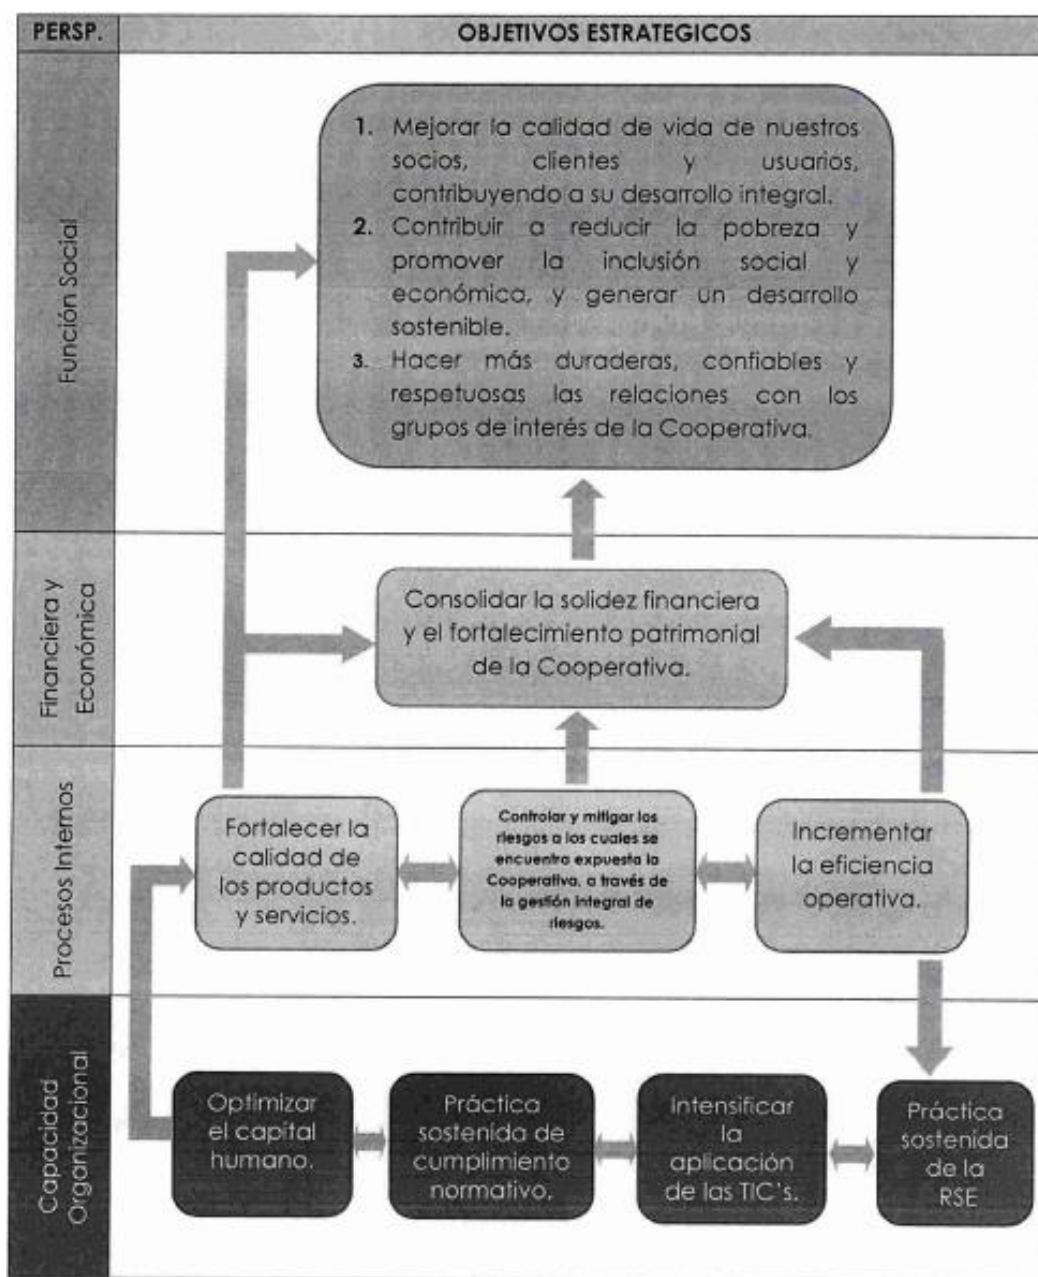 PERSP.
OBJETIVOS ESTRATEGICOS
Función Social
1. Mejorar la calidad de vida de nuestros
socios, clientes y usuarios,
contribuyendo a su desarrollo integral.
2. Contribuir a reducir la pobreza y
promover la inclusión social y
económica, y generar un desarrollo
sostenible.
3. Hacer más duraderas, confiables y
respetuosas las relaciones con los
grupos de interés de la Cooperativa.
Financiera y
Económica
Consolidar la solidez financiera
y el fortalecimiento patrimonial
de la Cooperativa.
Procesos Internos
Fortalecer la
calidad de
los productos
y servicios.
Controlar y mitigar los
riesgos a los cuales se
encuentra expuesta la
Cooperativa, a través de
la gestión integral de
riesgos.
Incrementar
la eficiencia
operativa.
Capacidad
Organizacional
Optimizar
el capital
humano.
Práctica
sostenida de
cumplimiento
normativo.
Intensificar
la
aplicación
de las TIC's.
Práctica
sostenida
de la
RSE